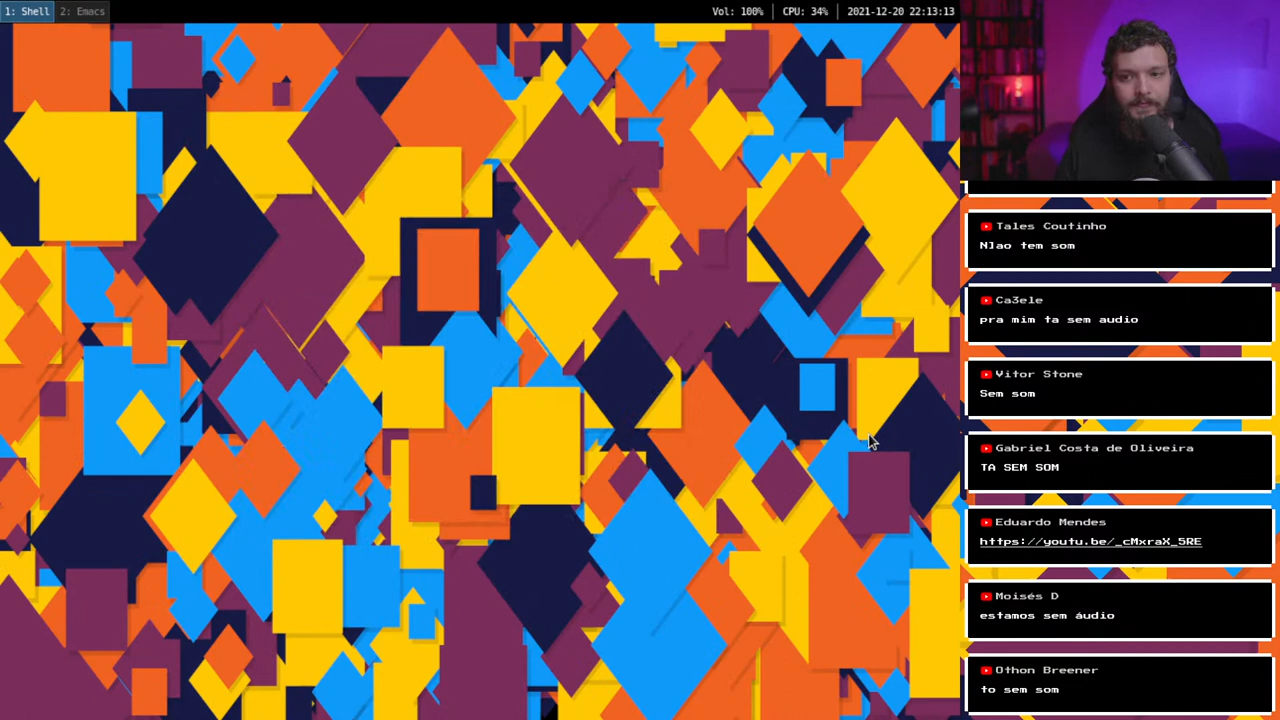 1: Shell 2: Emacs
Vol: 100% CPU: 34% 2021-12-20 22:13:13
Tales Coutinho
N]ao tem som
Ca3ele
pra mim ta sem audio
Vitor Stone
Sem som
Gabriel Costa de Oliveira
TA SEM SOM
Eduardo Mendes
https://youtu.be/_cMxraX_5RE
Moisés D
estamos sem áudio
Othon Breener
to sem som